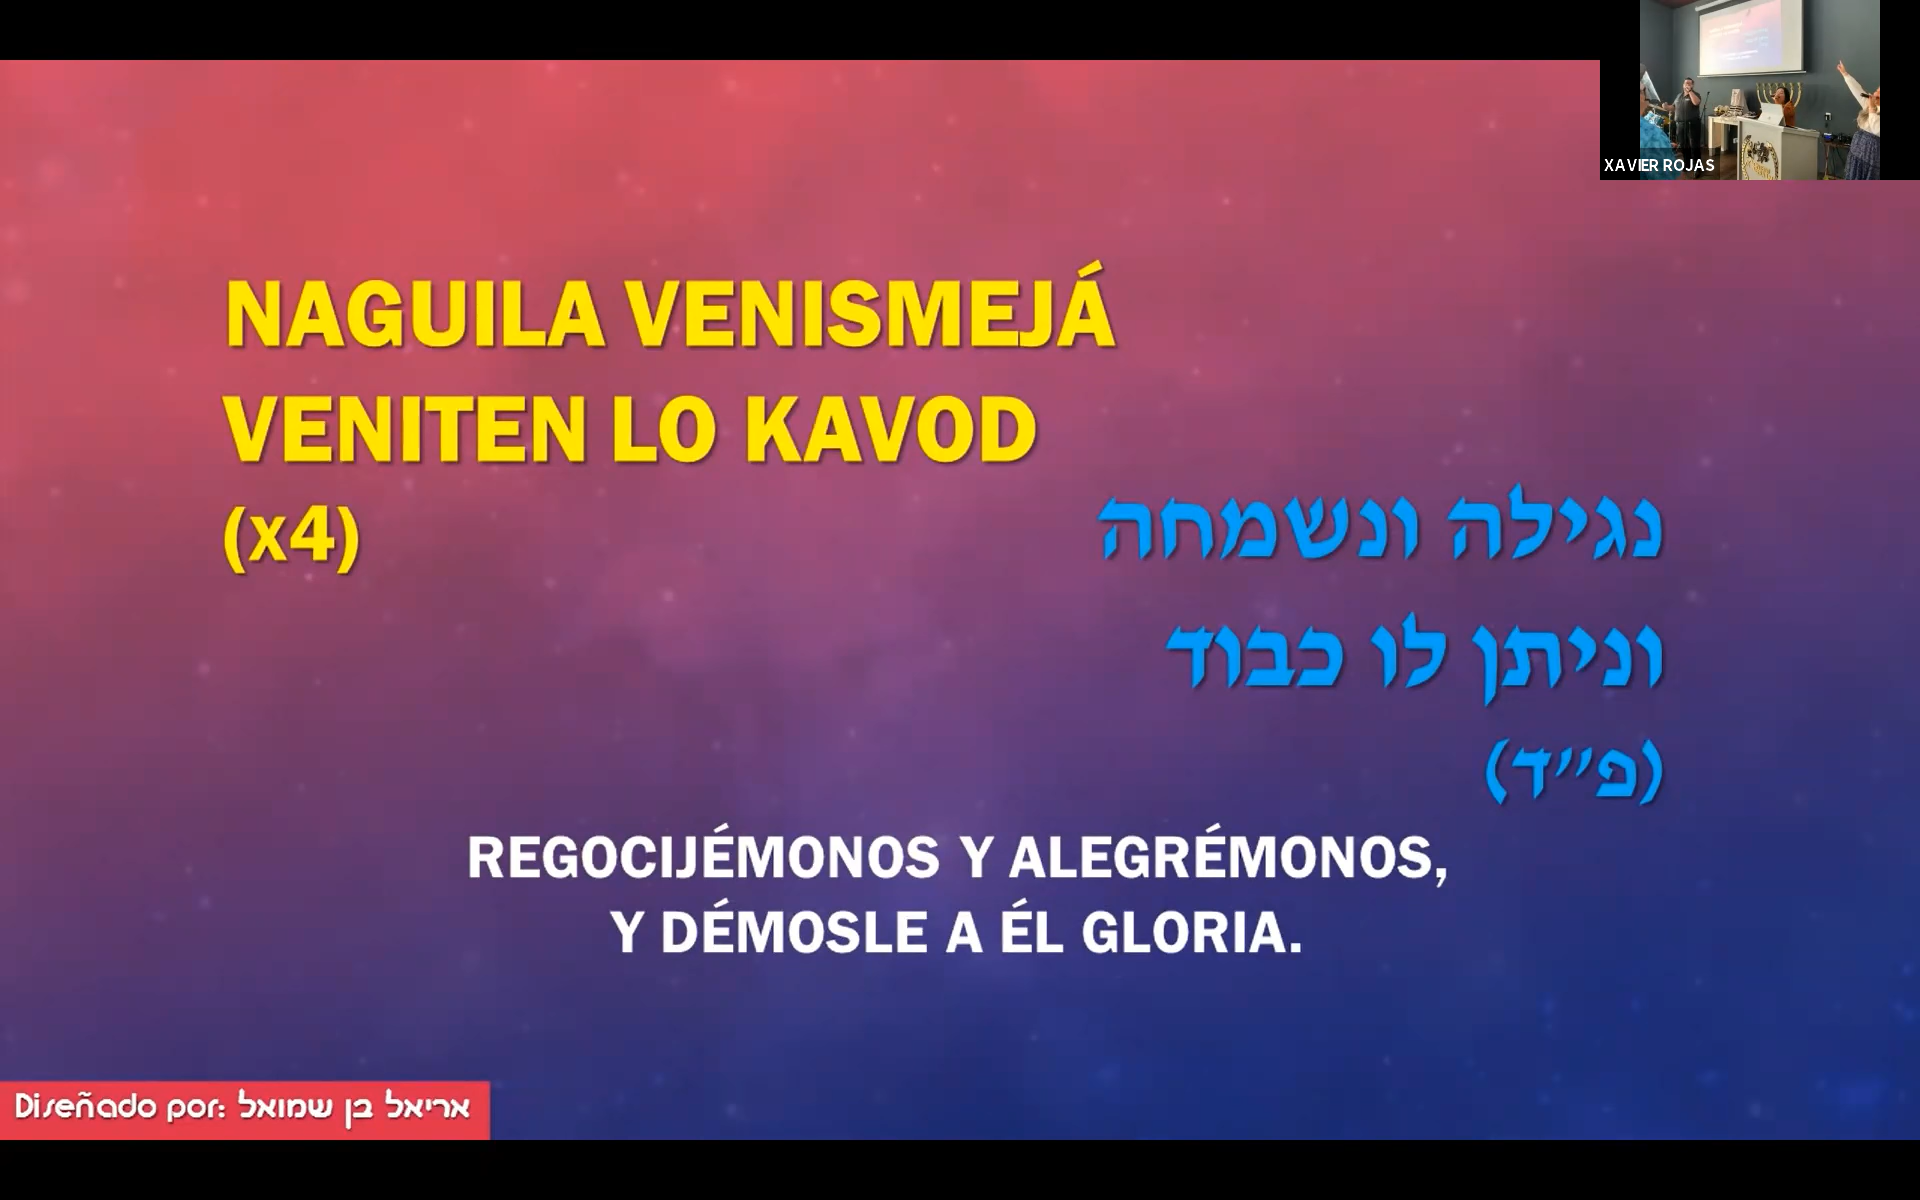 XAVIER ROJAS
NAGUILA VENISMEJÁ
VENITEN LO KAVOD
(x4)
נגילה ונשמחה
וניתן לו כבוד
(פ״ד)
REGOCIJÉMONOS Y ALEGRÉMONOS,
Y DÉMOSLE A ÉL GLORIA.
Diseñado por: אריאל בן שמואל